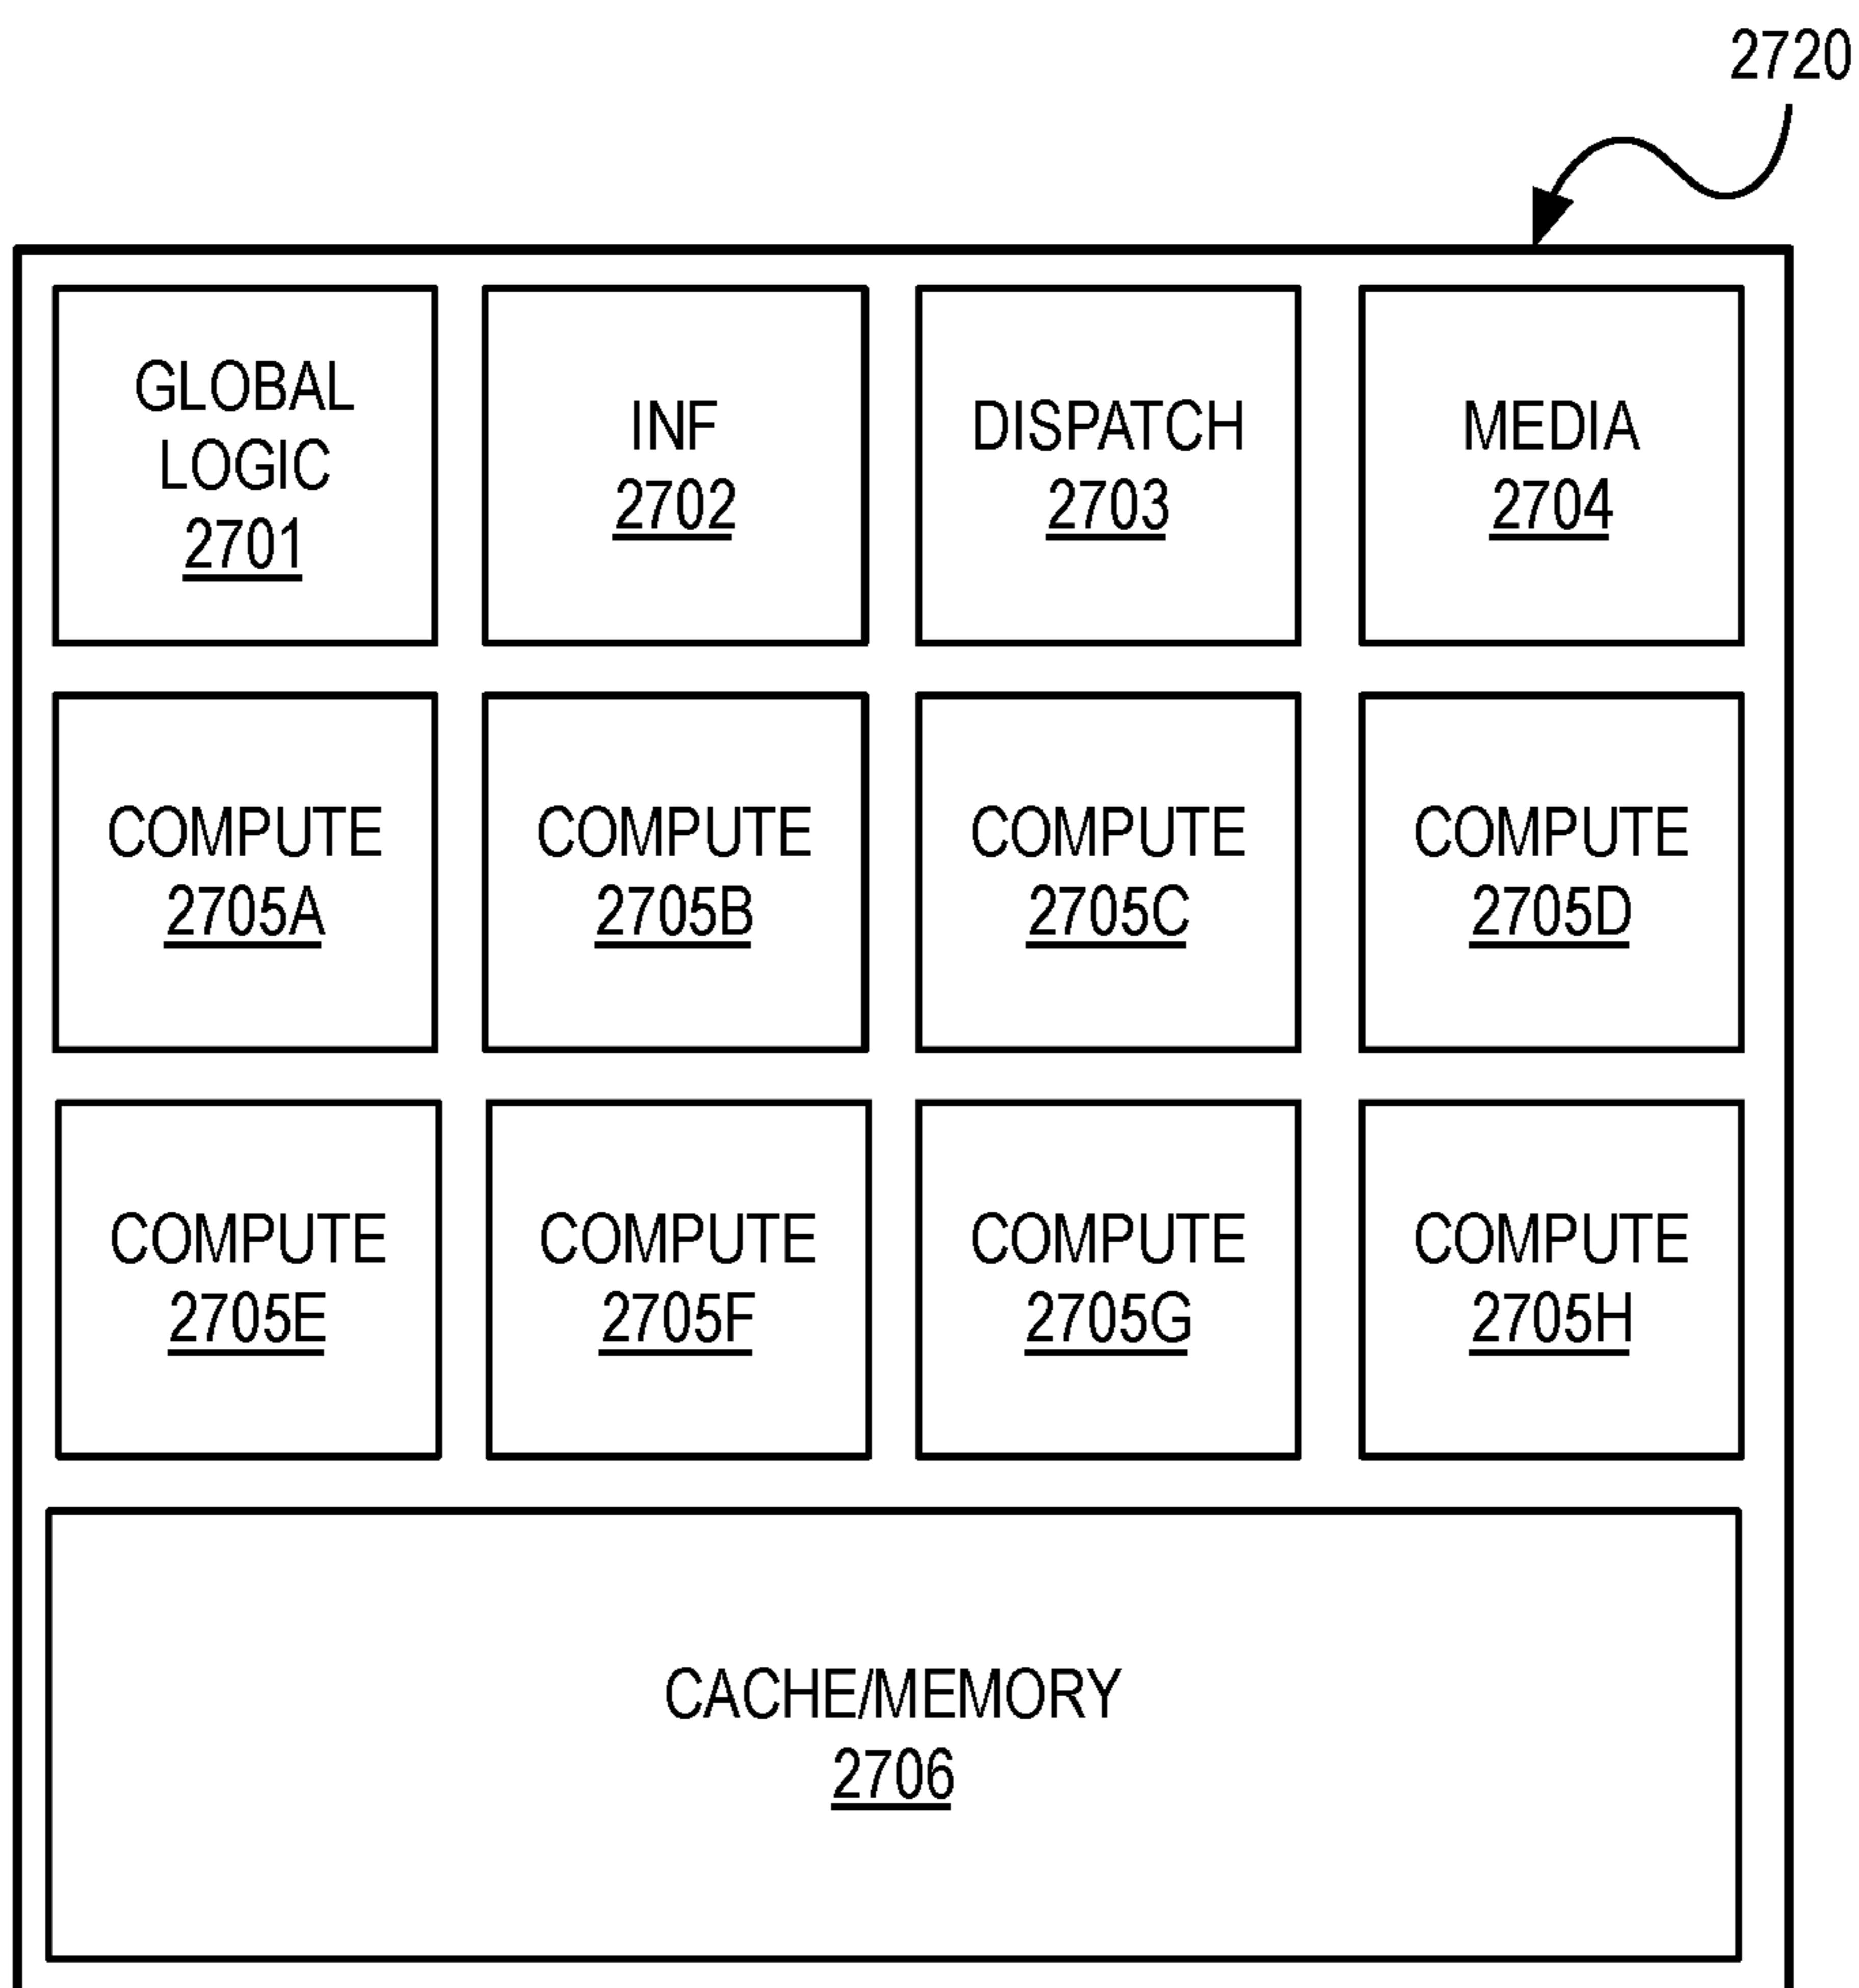 2720
GLOBAL
LOGIC
2701
INF
2702
DISPATCH
2703
MEDIA
2704
COMPUTE
2705A
COMPUTE
2705B
COMPUTE
2705C
COMPUTE
2705D
COMPUTE
2705E
COMPUTE
2705F
COMPUTE
2705G
COMPUTE
2705H
CACHE/MEMORY
2706